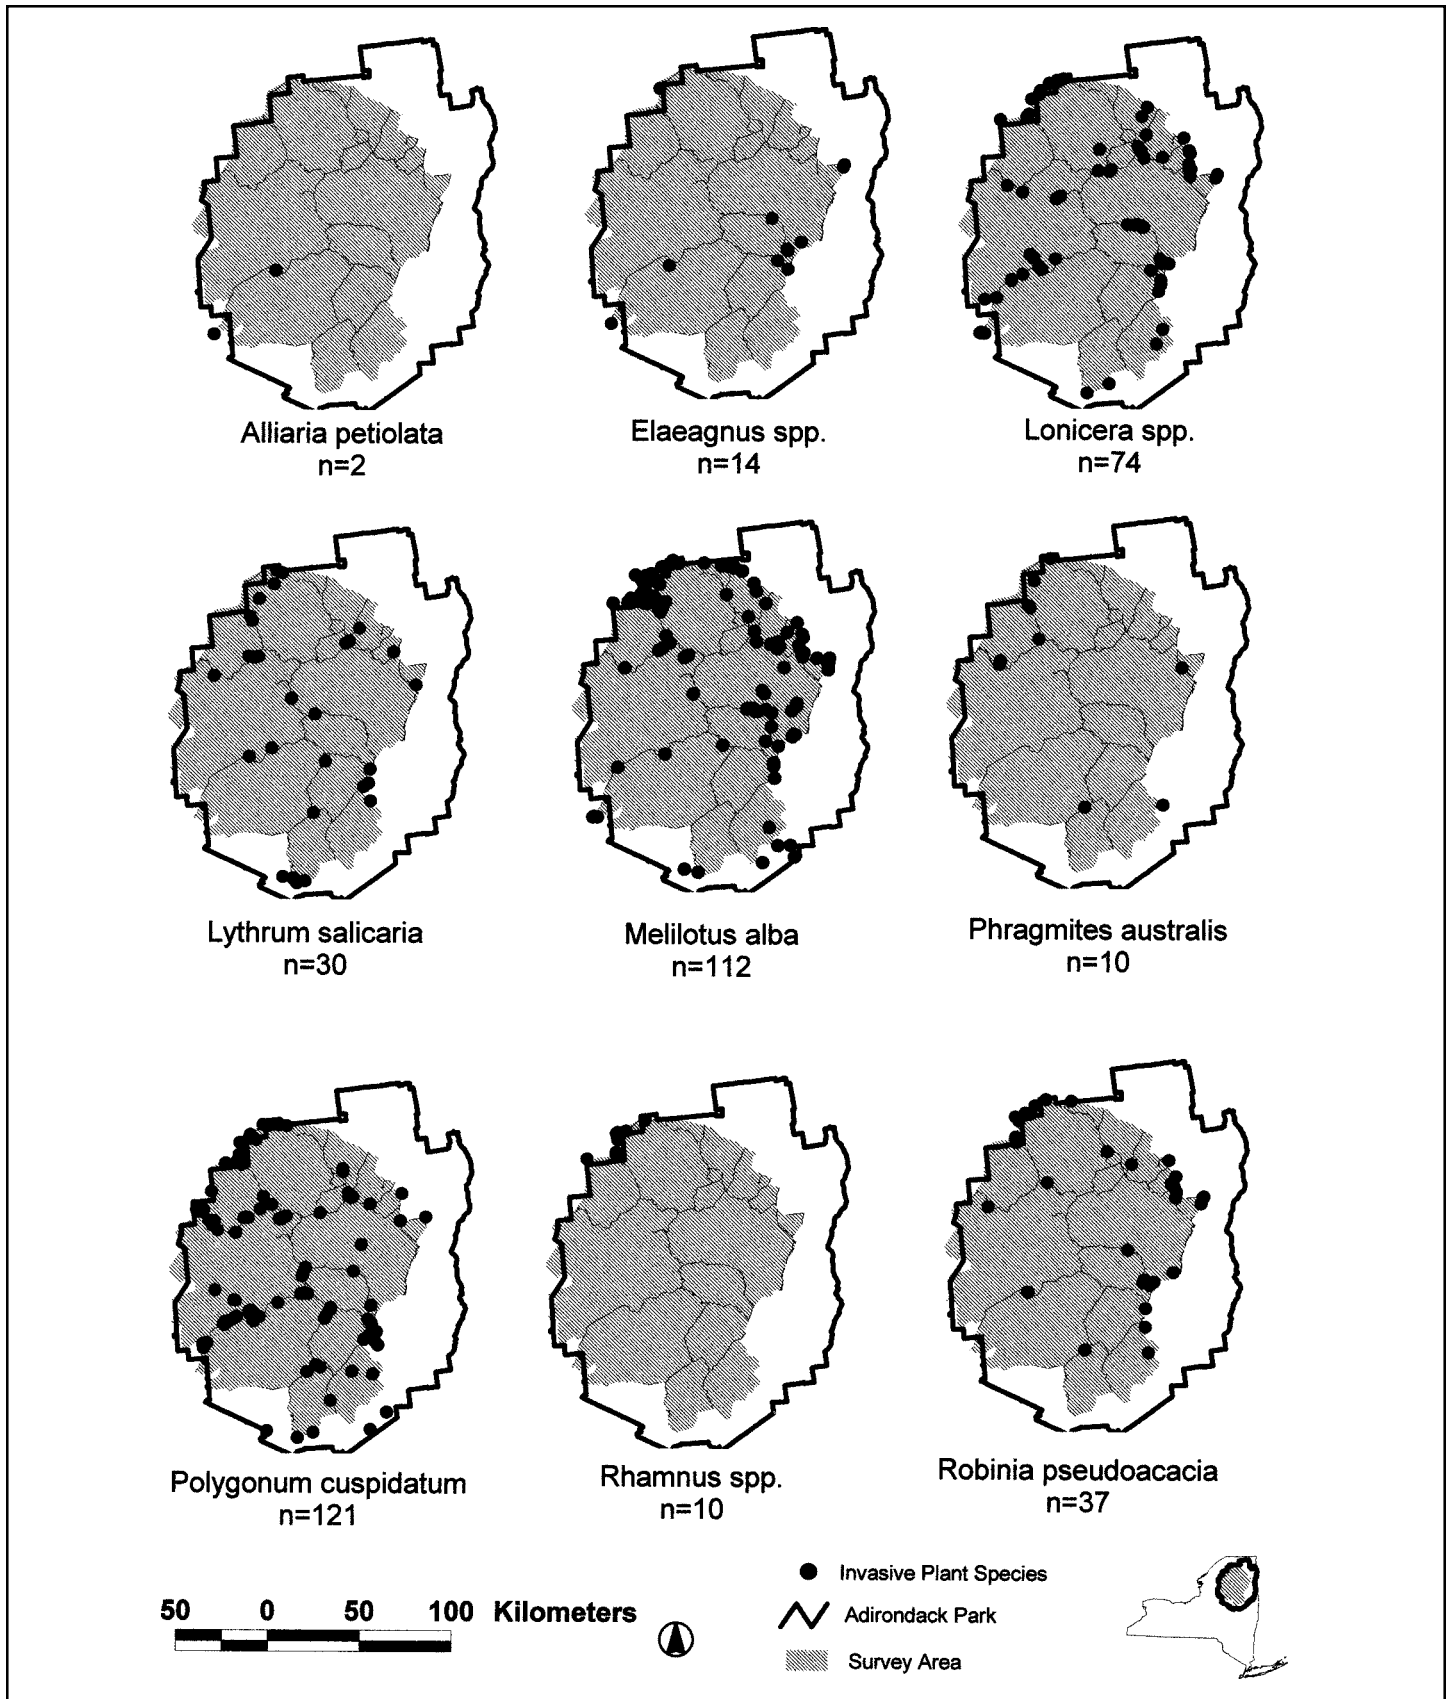 Alliaria petiolata
n=2
Elaeagnus spp.
n=14
Lonicera spp.
n=74
Lythrum salicaria
n=30
Melilotus alba
n=112
Phragmites australis
n=10
Polygonum cuspidatum
n=121
Rhamnus spp.
n=10
Robinia pseudoacacia
n=37
50 0 50 100 Kilometers
Invasive Plant Species
Adirondack Park
Survey Area